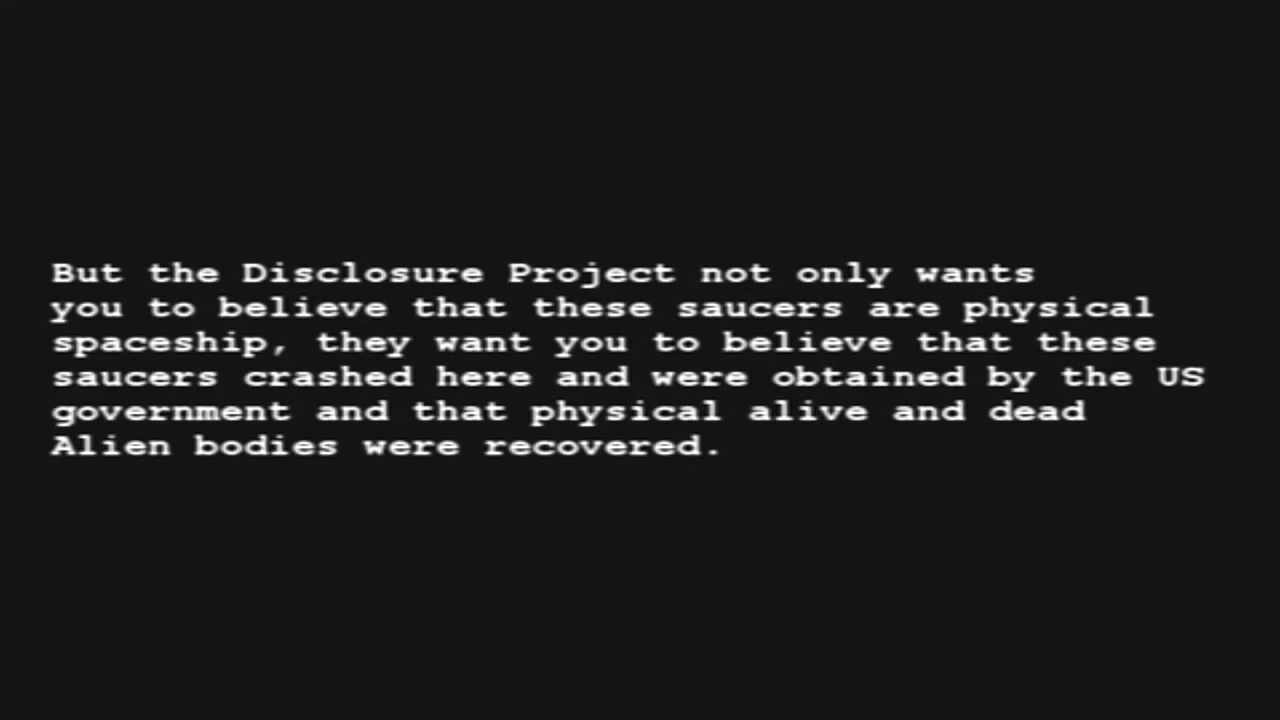 But the Disclosure Project not only wants
you to believe that these saucers are physical
spaceship, they want you to believe that these
saucers crashed here and were obtained by the US
government and that physical alive and dead
Alien bodies were recovered.